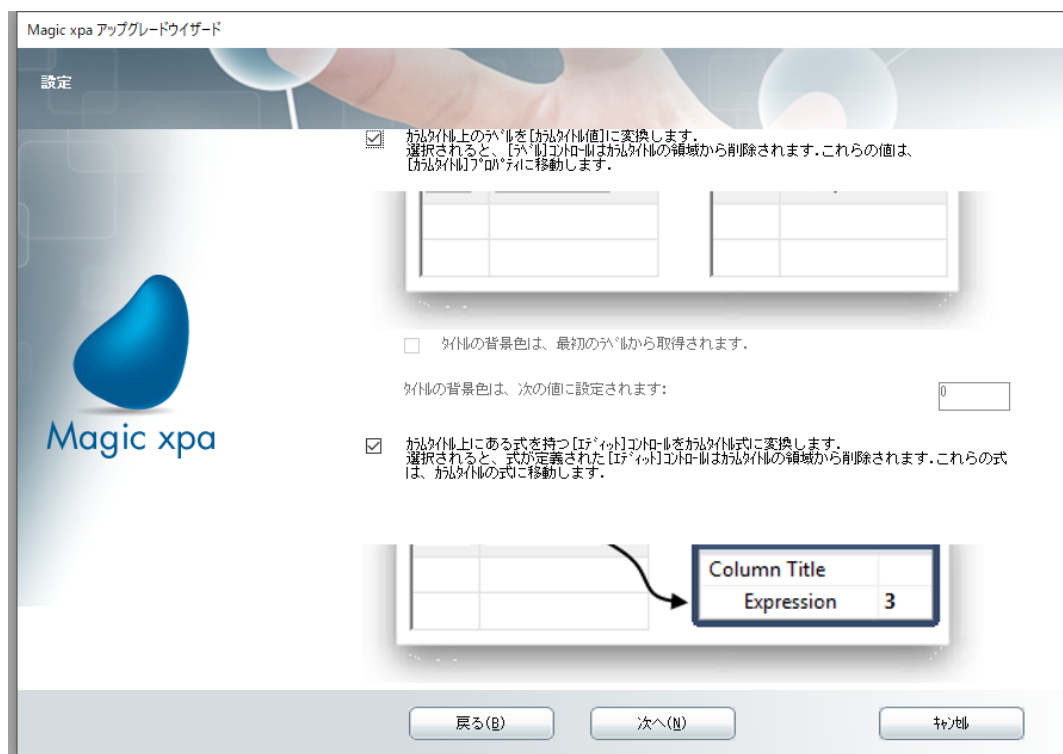 Magic xpa アップグレードウイザード
設定
ｶﾗﾑﾀｲﾄﾙ上のﾗﾍﾞﾙを[ｶﾗﾑﾀｲﾄﾙ値]に変換します.
選択されると、[ﾗﾍﾞﾙ]ｺﾝﾄﾛｰﾙはｶﾗﾑﾀｲﾄﾙの領域から削除されます.これらの値は、
[ｶﾗﾑﾀｲﾄﾙ]ﾌﾟﾛﾊﾟﾃｨに移動します.
ﾀｲﾄﾙの背景色は、最初のﾗﾍﾞﾙから取得されます.
ﾀｲﾄﾙの背景色は、次の値に設定されます:
0
ｶﾗﾑﾀｲﾄﾙ上にある式を持つ[ｴﾃﾞｨｯﾄ]ｺﾝﾄﾛｰﾙをｶﾗﾑﾀｲﾄﾙ式に変換します.
選択されると、式が定義された[ｴﾃﾞｨｯﾄ]ｺﾝﾄﾛｰﾙはｶﾗﾑﾀｲﾄﾙの領域から削除されます.これらの式
は、ｶﾗﾑﾀｲﾄﾙの式に移動します.
Magic xpa
Column Title
Expression 3
戻る(B)
次へ(N)
ｷｬﾝｾﾙ